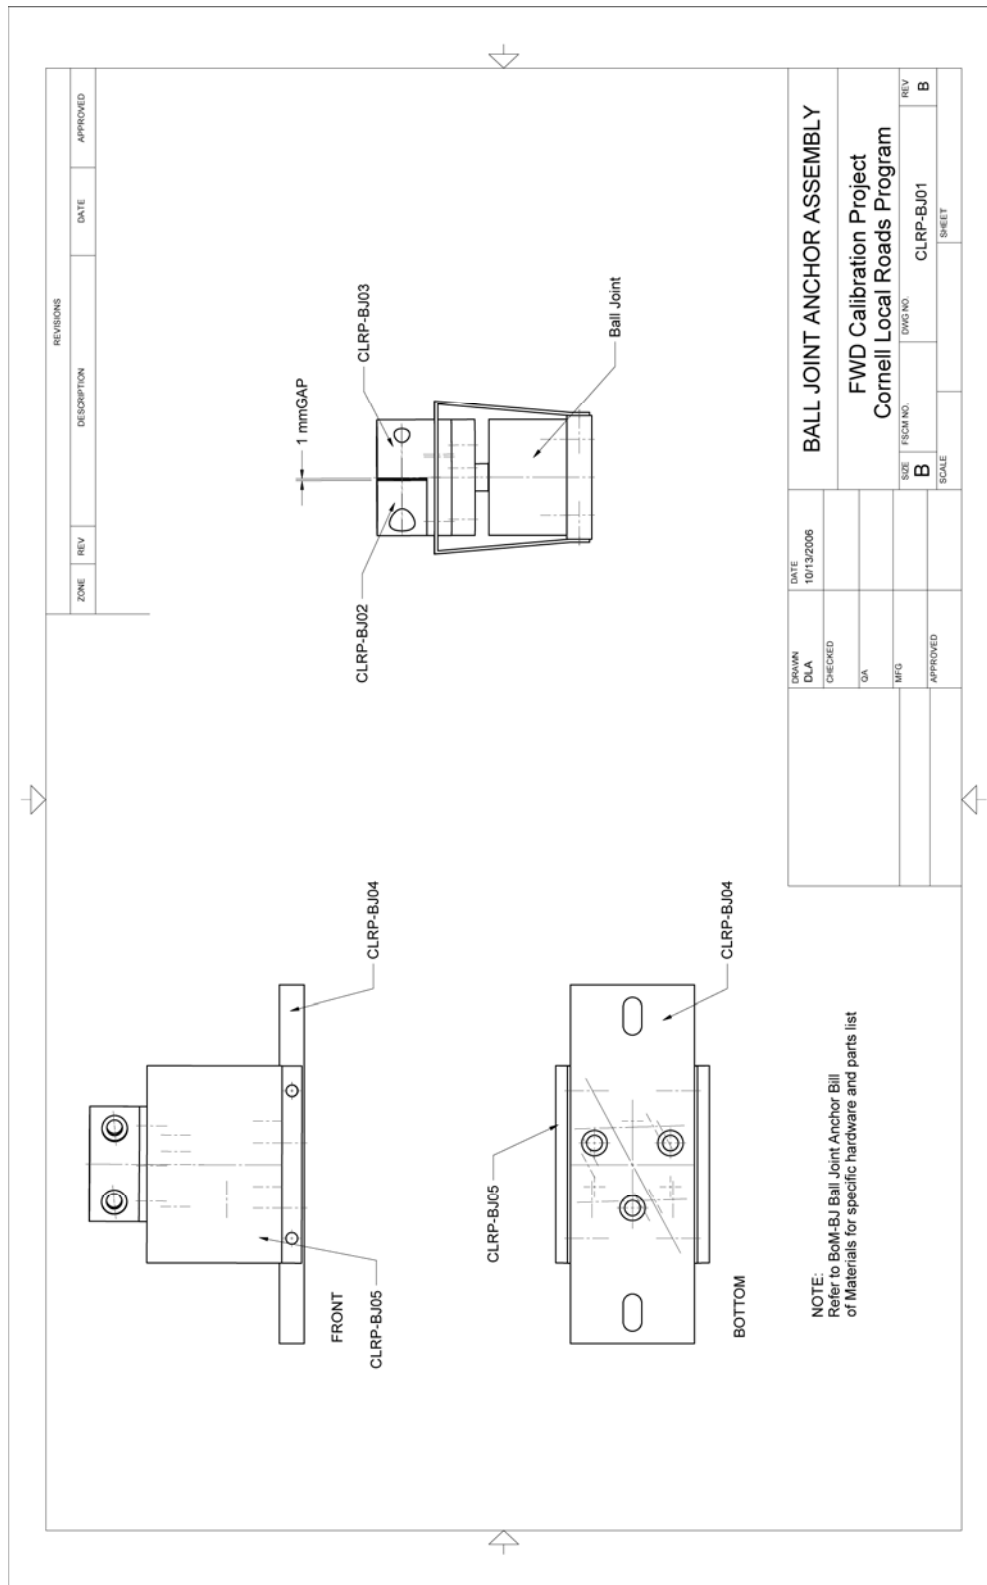 REVISIONS
ZONE
REV
DESCRIPTION
DATE
APPROVED
CLRP-BJ04
FRONT
CLRP-BJ05
1 mmGAP
CLRP-BJ02
CLRP-BJ03
Ball Joint
CLRP-BJ05
CLRP-BJ04
BOTTOM
NOTE:
Refer to BoM-BJ Ball Joint Anchor Bill
of Materials for specific hardware and parts list
DRAWN
DLA
DATE
10/13/2006
CHECKED
QA
MFG
APPROVED
BALL JOINT ANCHOR ASSEMBLY
FWD Calibration Project
Cornell Local Roads Program
SIZE
B
FSCM NO.
DWG NO.
CLRP-BJ01
REV
B
SCALE
SHEET